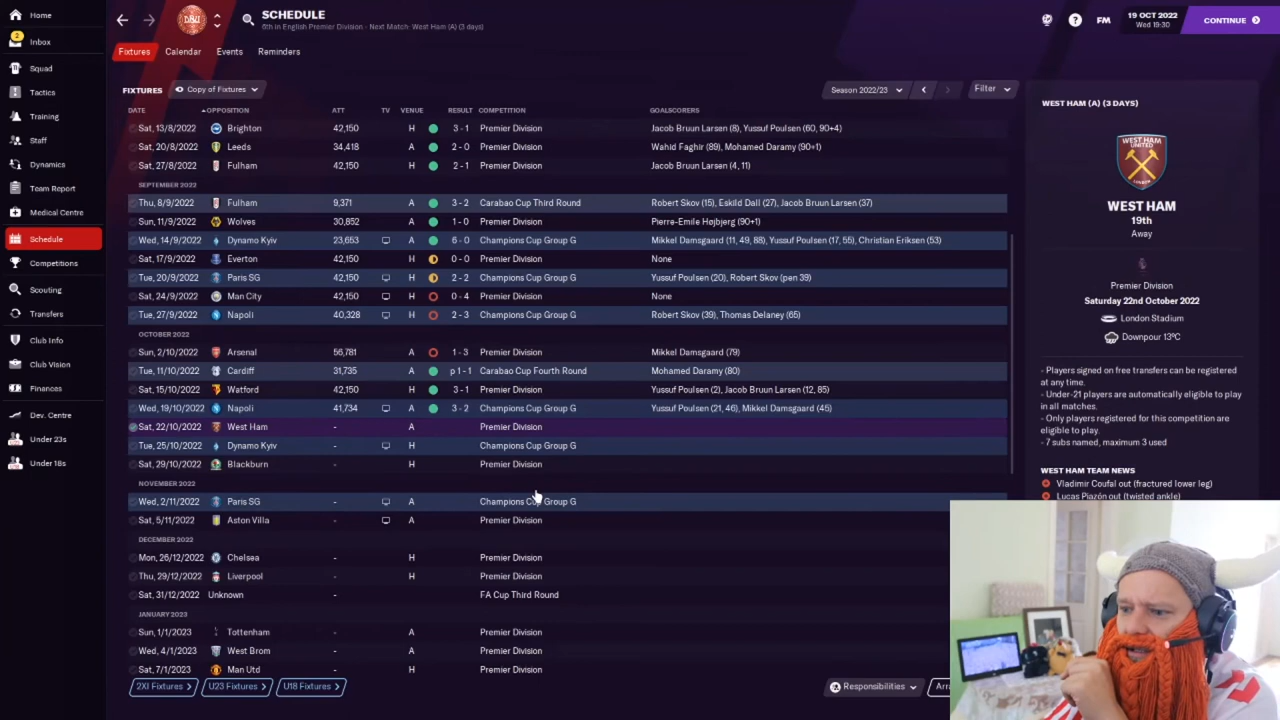 Home
2
Inbox
Squad
Tactics
Training
Staff
Dynamics
Team Report
Medical Centre
Schedule
Competitions
Scouting
Transfers
Club Info
Club Vision
Finances
Dev. Centre
Under 23s
Under 18s
DBU
SCHEDULE
6th in English Premier Division - Next Match: West Ham (A) (3 days)
FM
19 OCT 2022
Wed 19:30
CONTINUE
Fixtures Calendar Events Reminders
FIXTURES Copy of Fixtures
Season 2022/23
Filter
DATE OPPOSITION ATT TV VENUE RESULT COMPETITION GOALSCORERS
Sat, 13/8/2022 Brighton 42,150 H 3 - 1 Premier Division Jacob Bruun Larsen (8), Yussuf Poulsen (60, 90+4)
Sat, 20/8/2022 Leeds 34,418 A 2 - 0 Premier Division Wahid Faghir (89), Mohamed Daramy (90+1)
Sat, 27/8/2022 Fulham 42,150 H 2 - 1 Premier Division Jacob Bruun Larsen (4, 11)
SEPTEMBER 2022
Thu, 8/9/2022 Fulham 9,371 A 3 - 2 Carabao Cup Third Round Robert Skov (15), Eskild Dall (27), Jacob Bruun Larsen (37)
Sun, 11/9/2022 Wolves 30,852 A 1 - 0 Premier Division Pierre-Emile Højbjerg (90+1)
Wed, 14/9/2022 Dynamo Kyiv 23,653 A 6 - 0 Champions Cup Group G Mikkel Damsgaard (11, 49, 88), Yussuf Poulsen (17, 55), Christian Eriksen (53)
Sat, 17/9/2022 Everton 42,150 H 0 - 0 Premier Division None
Tue, 20/9/2022 Paris SG 42,150 H 2 - 2 Champions Cup Group G Yussuf Poulsen (20), Robert Skov (pen 39)
Sat, 24/9/2022 Man City 42,150 H 0 - 4 Premier Division None
Tue, 27/9/2022 Napoli 40,328 H 2 - 3 Champions Cup Group G Robert Skov (39), Thomas Delaney (65)
OCTOBER 2022
Sun, 2/10/2022 Arsenal 56,781 A 1 - 3 Premier Division Mikkel Damsgaard (79)
Tue, 11/10/2022 Cardiff 31,735 A p 1 - 1 Carabao Cup Fourth Round Mohamed Daramy (80)
Sat, 15/10/2022 Watford 42,150 H 3 - 1 Premier Division Yussuf Poulsen (2), Jacob Bruun Larsen (12, 85)
Wed, 19/10/2022 Napoli 41,734 A 3 - 2 Champions Cup Group G Yussuf Poulsen (21, 46), Mikkel Damsgaard (45)
Sat, 22/10/2022 West Ham - A Premier Division
Tue, 25/10/2022 Dynamo Kyiv - H Champions Cup Group G
Sat, 29/10/2022 Blackburn - H Premier Division
NOVEMBER 2022
Wed, 2/11/2022 Paris SG - A Champions Cup Group G
Sat, 5/11/2022 Aston Villa - A Premier Division
DECEMBER 2022
Mon, 26/12/2022 Chelsea - H Premier Division
Thu, 29/12/2022 Liverpool - H Premier Division
Sat, 31/12/2022 Unknown - FA Cup Third Round
JANUARY 2023
Sun, 1/1/2023 Tottenham - A Premier Division
Wed, 4/1/2023 West Brom - A Premier Division
Sat, 7/1/2023 Man Utd - H Premier Division
2XI Fixtures U23 Fixtures U18 Fixtures
Responsibilities
WEST HAM (A) (3 DAYS)
WEST HAM
UNITED
LONDON
WEST HAM
19th
Away
Premier Division
Saturday 22nd October 2022
London Stadium
Downpour 13ºC
- Players signed on free transfers can be registered
at any time.
- Under-21 players are automatically eligible to play
in all matches.
- Only players registered for this competition are
eligible to play.
- 7 subs named, maximum 3 used
WEST HAM TEAM NEWS
Vladimir Coufal out (fractured lower leg)
Lucas Piazón out (twisted ankle)